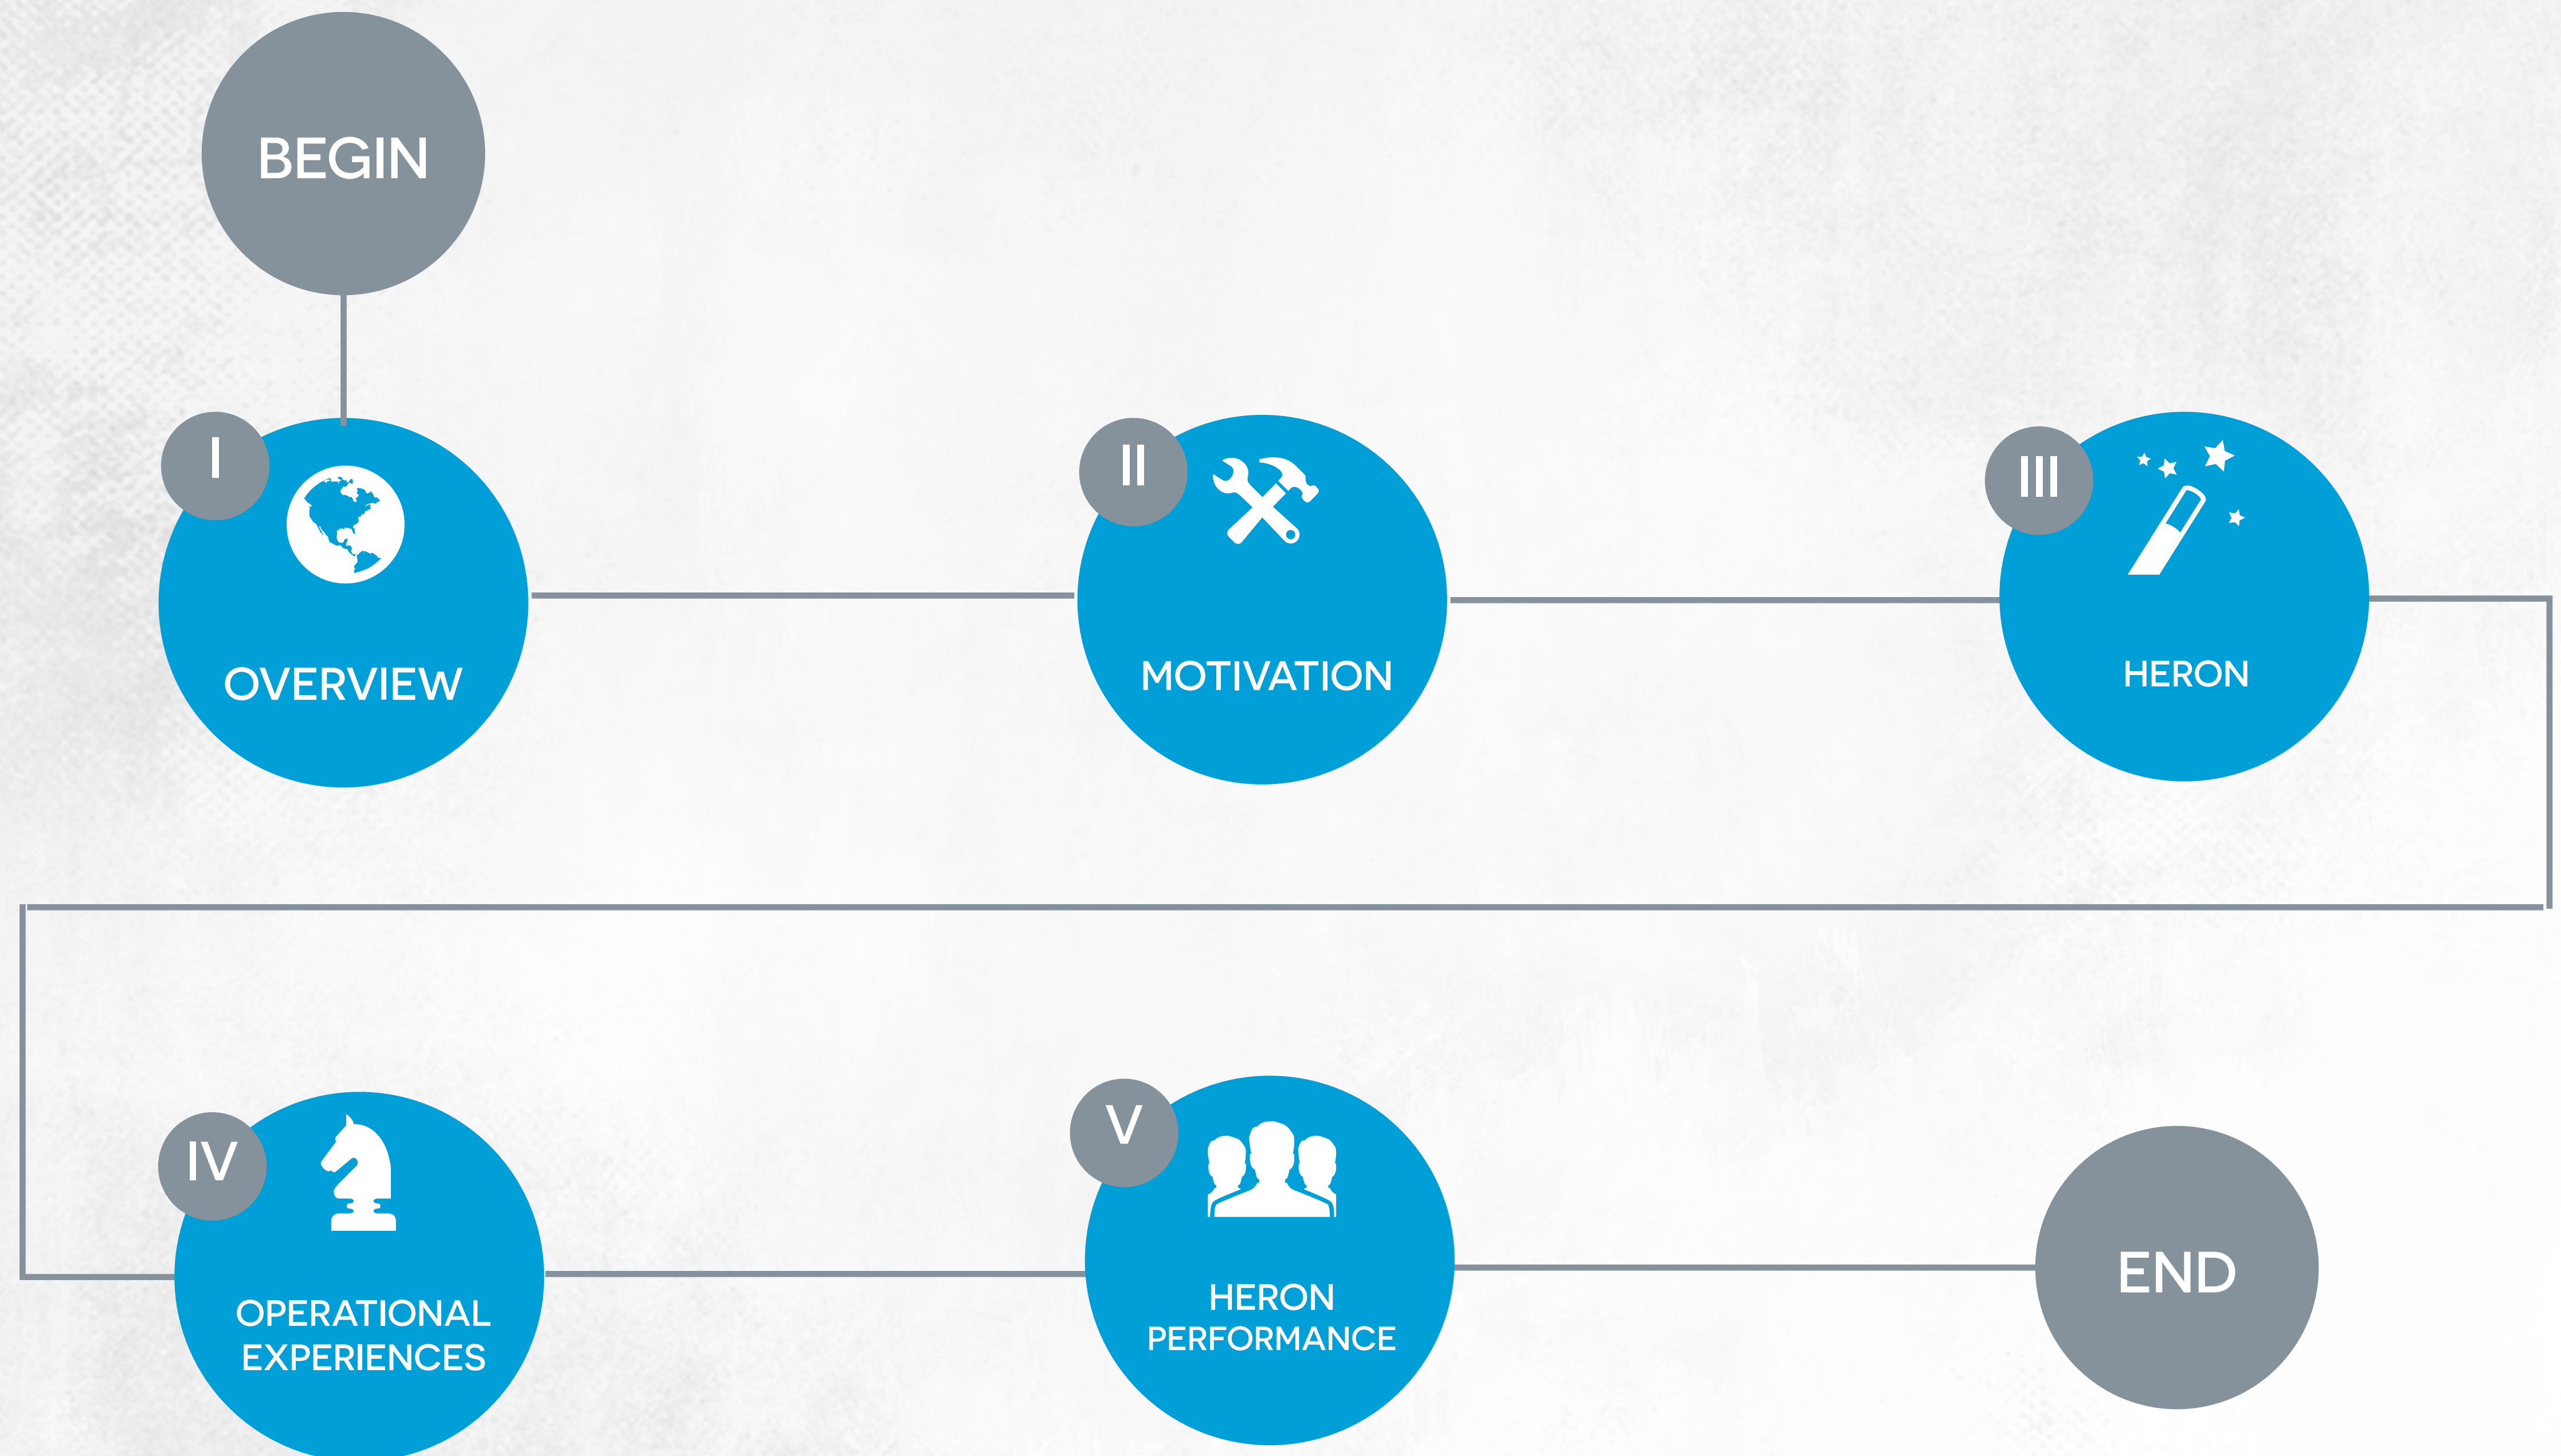 BEGIN
I
OVERVIEW
II
MOTIVATION
III
HERON
IV
OPERATIONAL
EXPERIENCES
V
HERON
PERFORMANCE
END